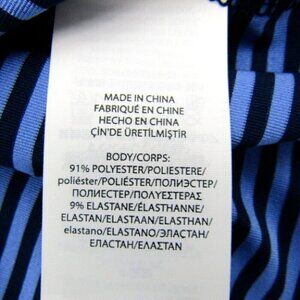 MADE IN CHINA
FABRIQUÉ EN CHINE
HECHO EN CHINA
ÇİN'DE ÜRETİLMİŞTİR
BODY/CORPS:
91% POLYESTER/POLIESTERE/
poliéster/POLIÉSTER/ПОЛИЭСТЕР/
ПОЛИЕСТЕР/ΠΟΛΥΕΣΤΕΡΑΣ
9% ELASTANE/ÉLASTHANNE/
ELASTAN/ELASTAAN/ELASTHAN/
elastano/ELASTANO/ЭЛАСТАН/
ЕЛАСТАН/ΕΛΑΣΤΑΝ